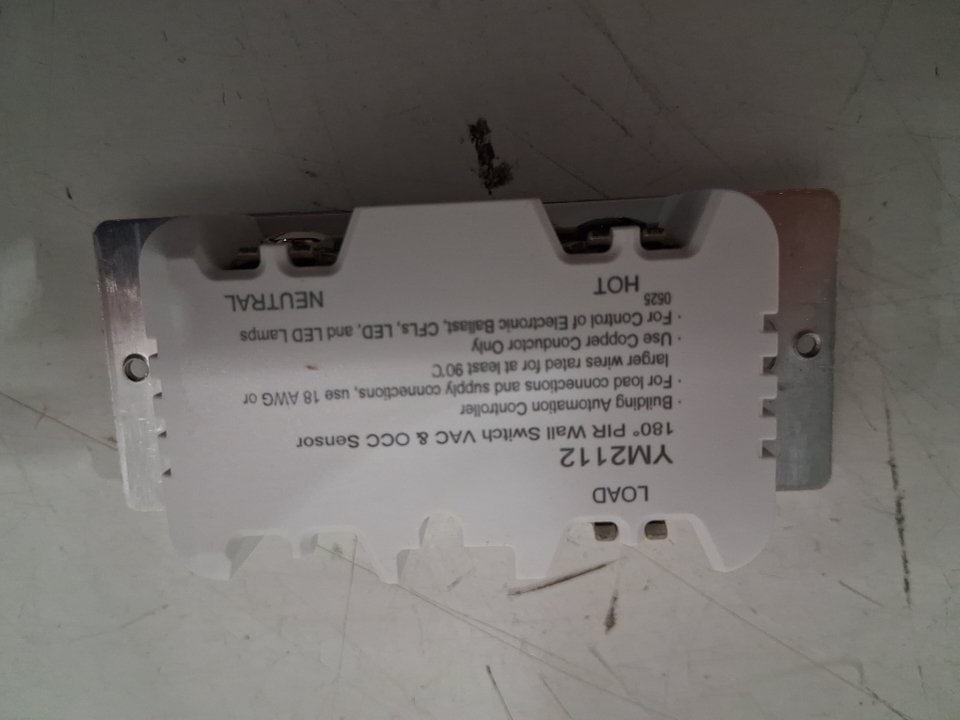 LOAD
YM2112
180° PIR Wall Switch VAC & OCC Sensor
· Building Automation Controller
· For load connections and supply connections, use 18 AWG or
larger wires rated for at least 90℃
· Use Copper Conductor Only
· For Control of Electronic Ballast, CFLs, LED, and LED Lamps
0525
HOT
NEUTRAL